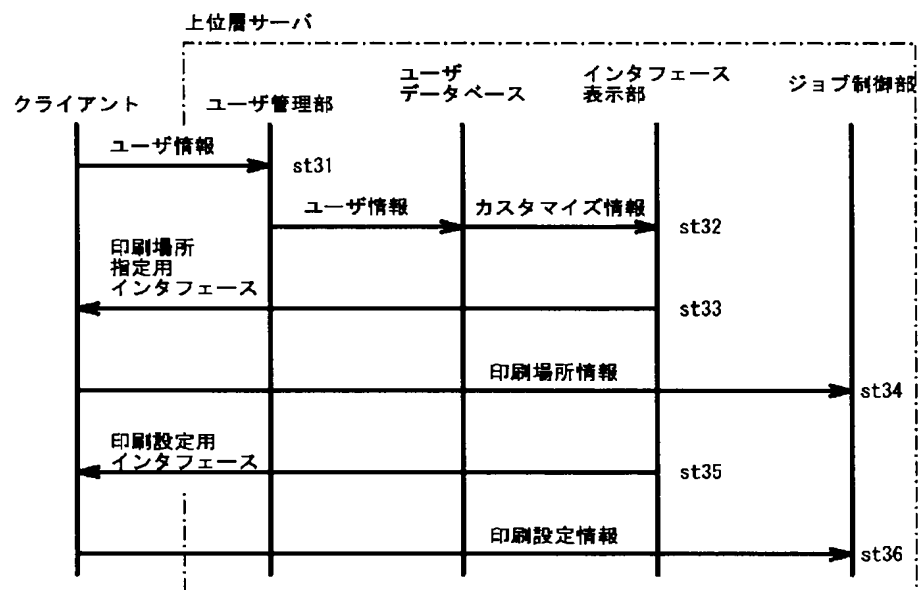 上位層サーバ
クライアント
ユーザ管理部
ユーザ
データベース
インタフェース
表示部
ジョブ制御部
ユーザ情報
st31
ユーザ情報
カスタマイズ情報
st32
印刷場所
指定用
インタフェース
st33
印刷場所情報
st34
印刷設定用
インタフェース
st35
印刷設定情報
st36